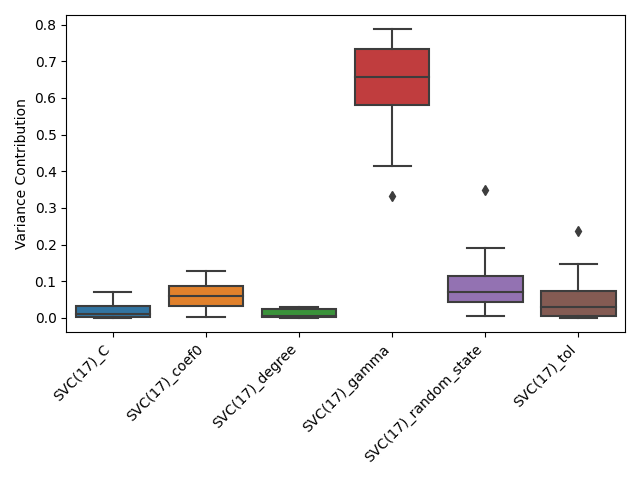 Variance Contribution
0.8
0.7
0.6
0.5
0.4
0.3
0.2
0.1
0.0
SVC(17)_C
SVC(17)_coef0
SVC(17)_degree
SVC(17)_gamma
SVC(17)_random_state
SVC(17)_tol